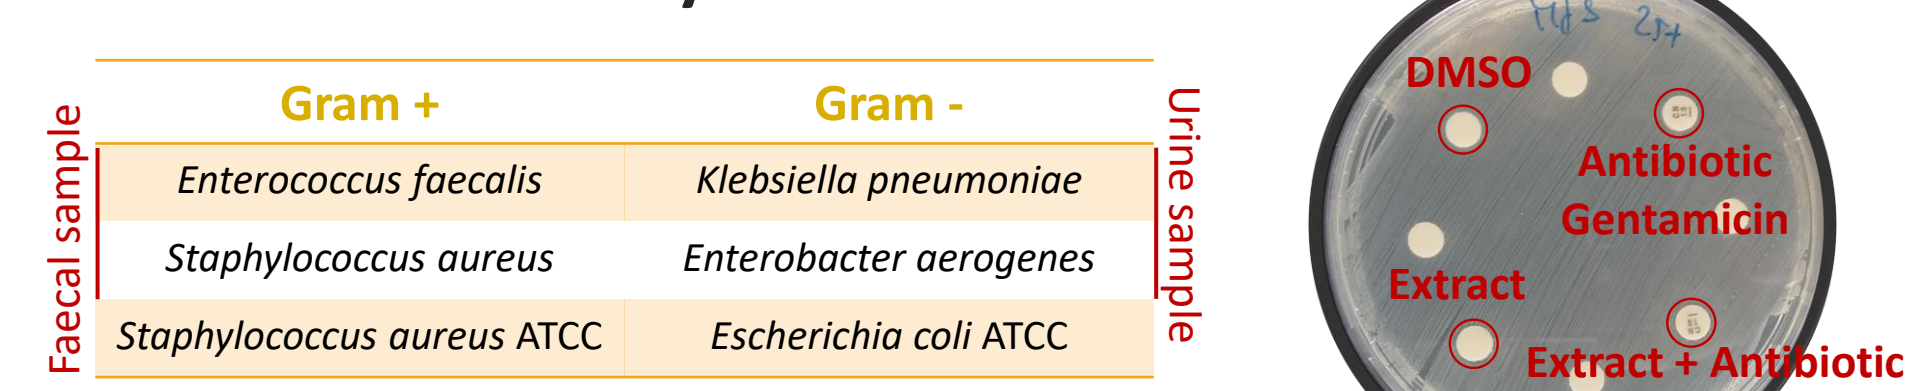 Gram +
Gram -
Faecal sample
Enterococcus faecalis
Klebsiella pneumoniae
Staphylococcus aureus
Enterobacter aerogenes
Staphylococcus aureus ATCC
Escherichia coli ATCC
Urine sample
DMSO
Antibiotic
Gentamicin
Extract
Extract + Antibiotic